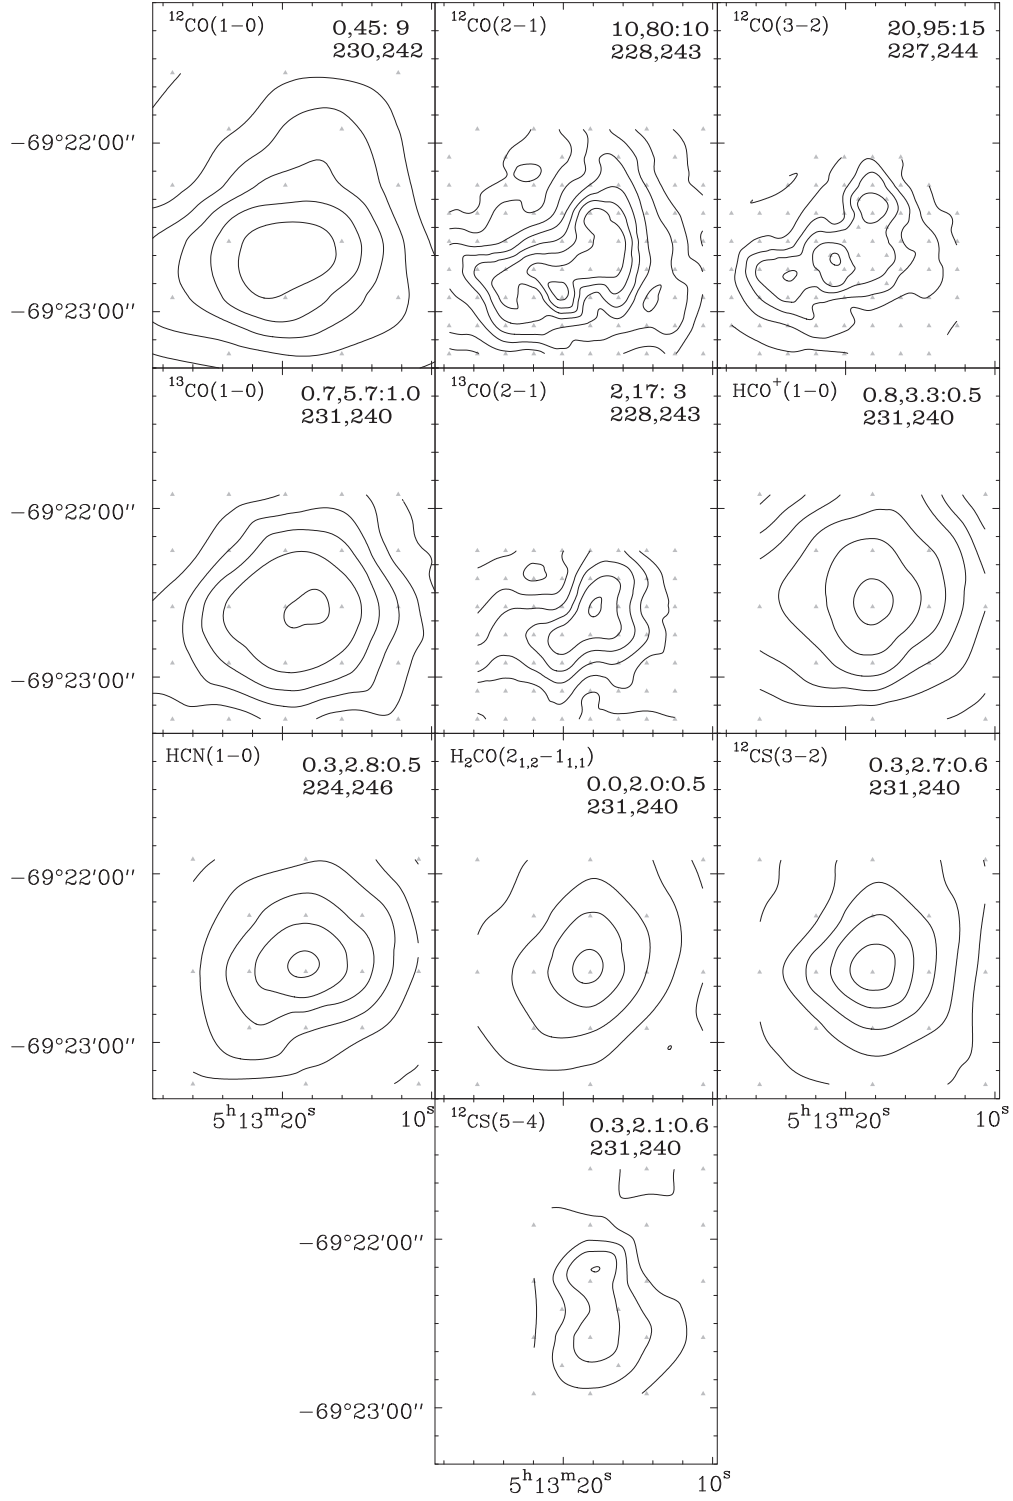 ¹²CO(1−0)
0,45: 9
230,242
¹²CO(2−1)
10,80:10
228,243
¹²CO(3−2)
20,95:15
227,244
−69°22′00″
−69°23′00″
¹³CO(1−0)
0.7,5.7:1.0
231,240
¹³CO(2−1)
2,17: 3
228,243
HCO⁺(1−0)
0.8,3.3:0.5
231,240
−69°22′00″
−69°23′00″
HCN(1−0)
0.3,2.8:0.5
224,246
H₂CO(2₁,₂−1₁,₁)
0.0,2.0:0.5
231,240
¹²CS(3−2)
0.3,2.7:0.6
231,240
−69°22′00″
−69°23′00″
5ʰ13ᵐ20ˢ
10ˢ
5ʰ13ᵐ20ˢ
10ˢ
¹²CS(5−4)
0.3,2.1:0.6
231,240
−69°22′00″
−69°23′00″
5ʰ13ᵐ20ˢ
10ˢ